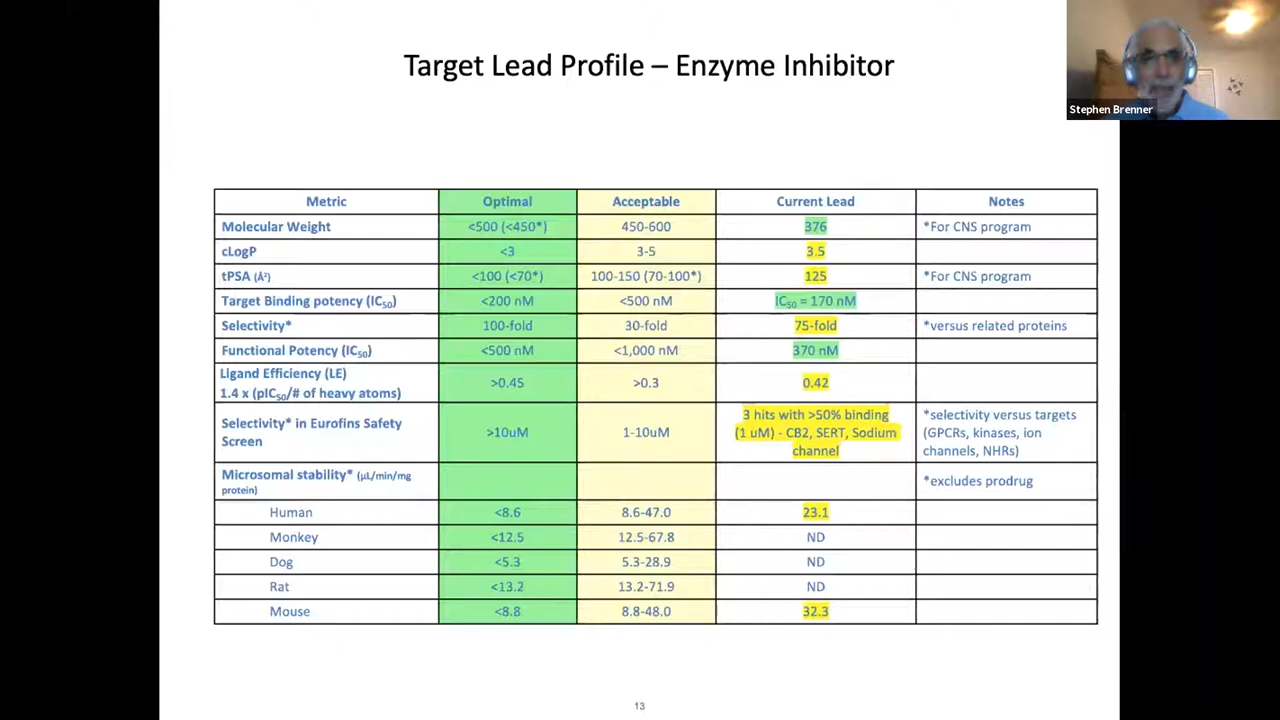 Target Lead Profile – Enzyme Inhibitor
Stephen Brenner
Metric Optimal Acceptable Current Lead Notes
Molecular Weight <500 (<450*) 450-600 376 *For CNS program
cLogP <3 3-5 3.5
tPSA (Å²) <100 (<70*) 100-150 (70-100*) 125 *For CNS program
Target Binding potency (IC₅₀) <200 nM <500 nM IC₅₀ = 170 nM
Selectivity* 100-fold 30-fold 75-fold *versus related proteins
Functional Potency (IC₅₀) <500 nM <1,000 nM 370 nM
Ligand Efficiency (LE)
1.4 x (pIC₅₀/# of heavy atoms) >0.45 >0.3 0.42
Selectivity* in Eurofins Safety
Screen >10uM 1-10uM 3 hits with >50% binding
(1 uM) - CB2, SERT, Sodium
channel *selectivity versus targets
(GPCRs, kinases, ion
channels, NHRs)
Microsomal stability* (µL/min/mg
protein) *excludes prodrug
Human <8.6 8.6-47.0 23.1
Monkey <12.5 12.5-67.8 ND
Dog <5.3 5.3-28.9 ND
Rat <13.2 13.2-71.9 ND
Mouse <8.8 8.8-48.0 32.3
13